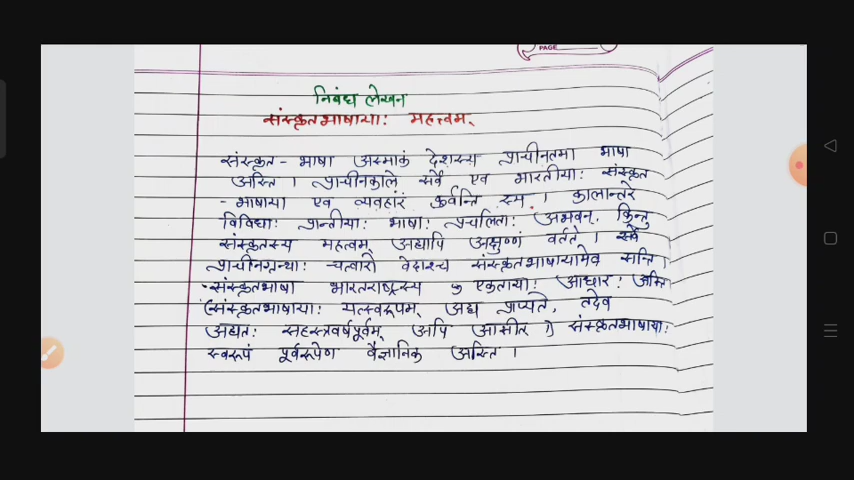 PAGE
निबंध लेखन
संस्कृतभाषायाः महत्त्वम्
संस्कृत - भाषा अस्माकं देशस्य प्राचीनतमा भाषा
अस्ति । प्राचीनकाले सर्वे एव भारतीयाः संस्कृत
- भाषाया एव व्यवहारं कुर्वन्ति स्म । कालान्तरे
विविधाः प्रान्तीयाः भाषाः प्रचलिताः अभवन्, किन्तु
संस्कृतस्य महत्वम् अद्यापि अक्षुण्णं वर्तते । सर्वे
प्राचीनग्रन्थाः चत्वारो वेदाश्च संस्कृतभाषायामेव सन्ति ।
संस्कृतभाषा भारतराष्ट्रस्य एकतायाः आधारः अस्ति
संस्कृतभाषायाः यत्स्वरूपम् अद्य प्राप्यते, तदेव
अद्यतः सहस्त्रवर्षपूर्वम् अपि आसीत् । संस्कृतभाषायाः
स्वरूपं पूर्वरूपेण वैज्ञानिक अस्ति ।